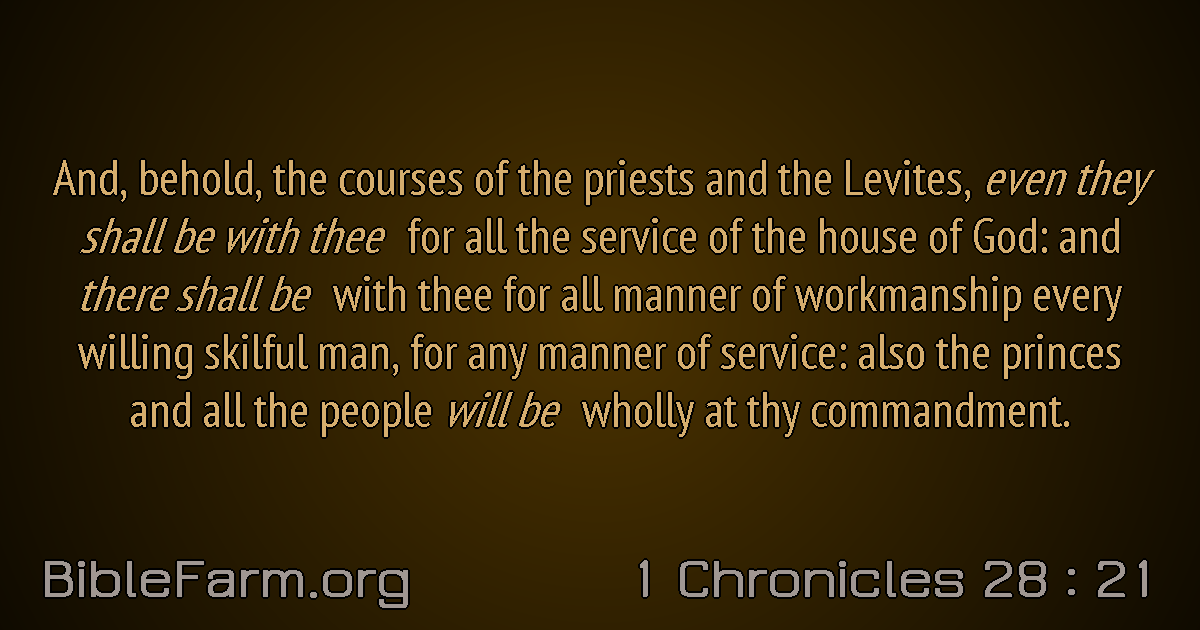 And, behold, the courses of the priests and the Levites, even they
shall be with thee for all the service of the house of God: and
there shall be with thee for all manner of workmanship every
willing skilful man, for any manner of service: also the princes
and all the people will be wholly at thy commandment.
BibleFarm.org
1 Chronicles 28 : 21